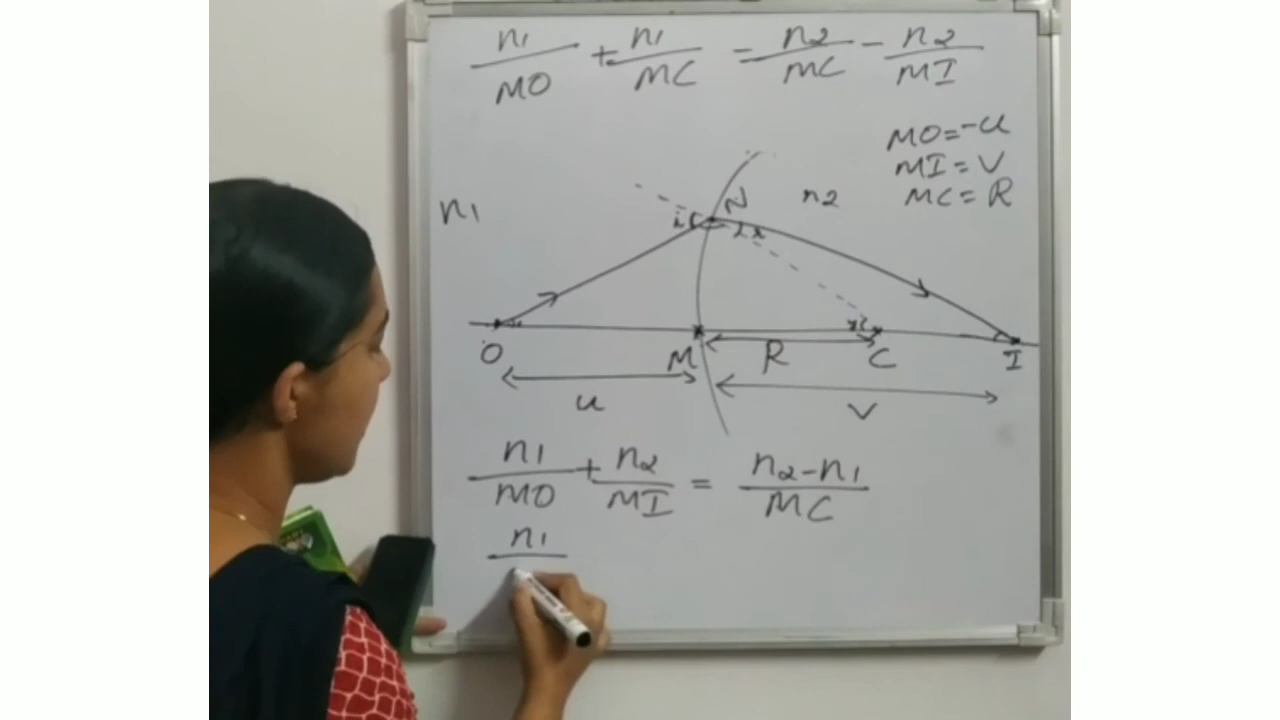 n1/MO + n1/MC = n2/MC - n2/MI
MO = -u
MI = V
MC = R
n1
N
n2
i
r
O
M
R
C
I
u
V
n1/MO + n2/MI = n2-n1/MC
n1